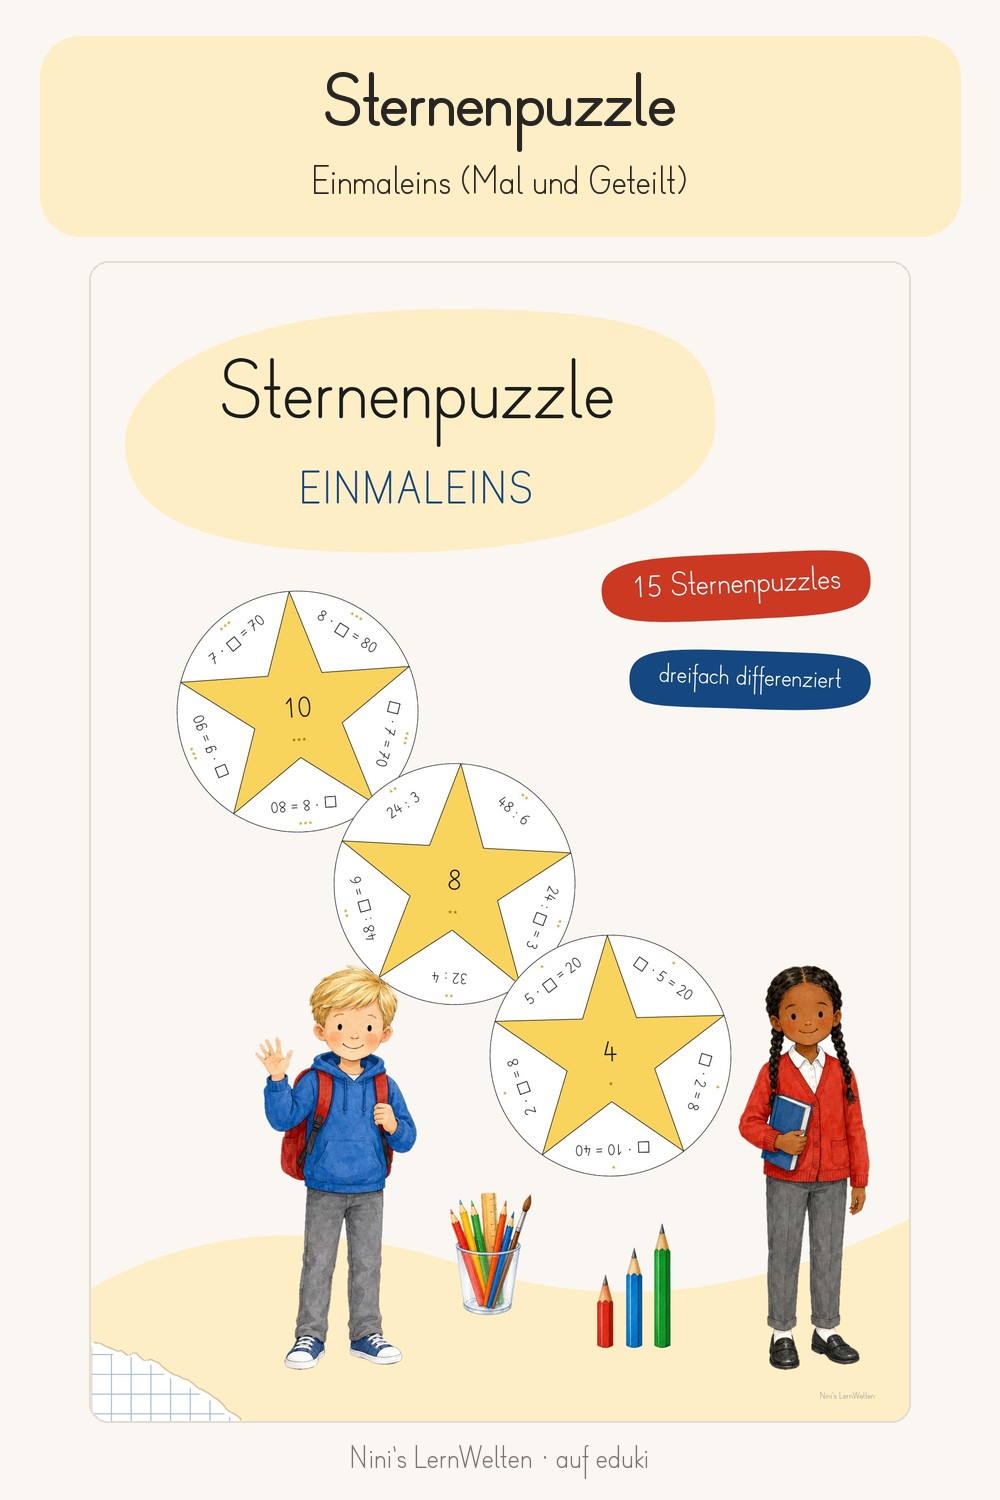 Sternenpuzzle
Einmaleins (Mal und Geteilt)
Sternenpuzzle
EINMALEINS
15 Sternenpuzzles
dreifach differenziert
7 · □ = 70
8 · □ = 80
□ · 7 = 70
□ · 8 = 80
□ · 9 = 90
10
24 : 3
48 : 6
24 : □ = 3
32 : 4
48 : □ = 6
8
5 · □ = 20
□ · 5 = 20
□ · 2 = 8
□ · 10 = 40
2 · □ = 8
4
Nini's LernWelten
Nini's LernWelten · auf eduki